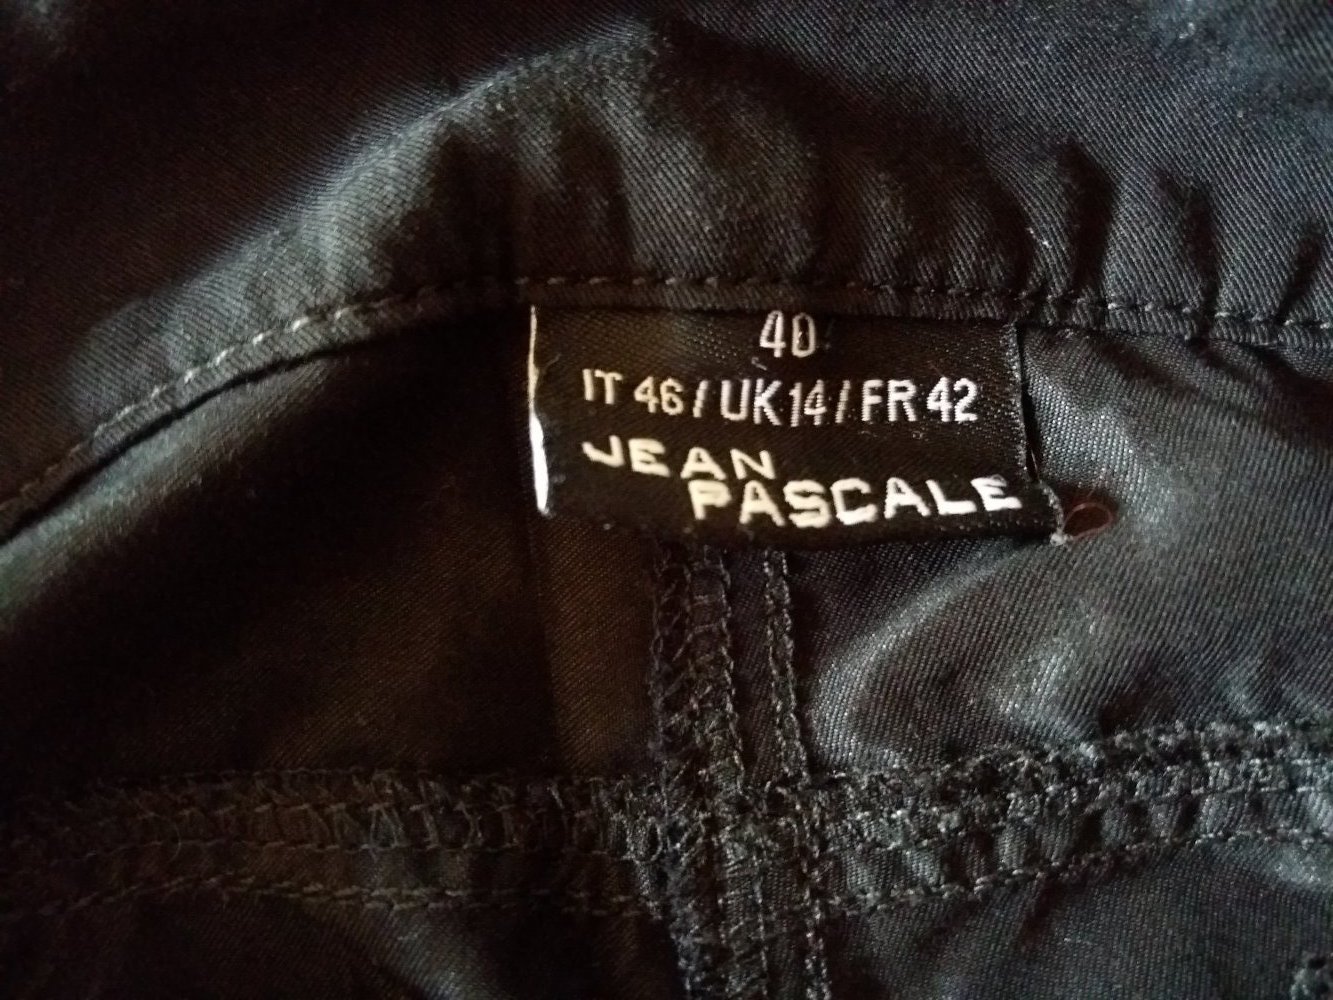 40
IT 46 / UK 14 / FR 42
JEAN
PASCALE